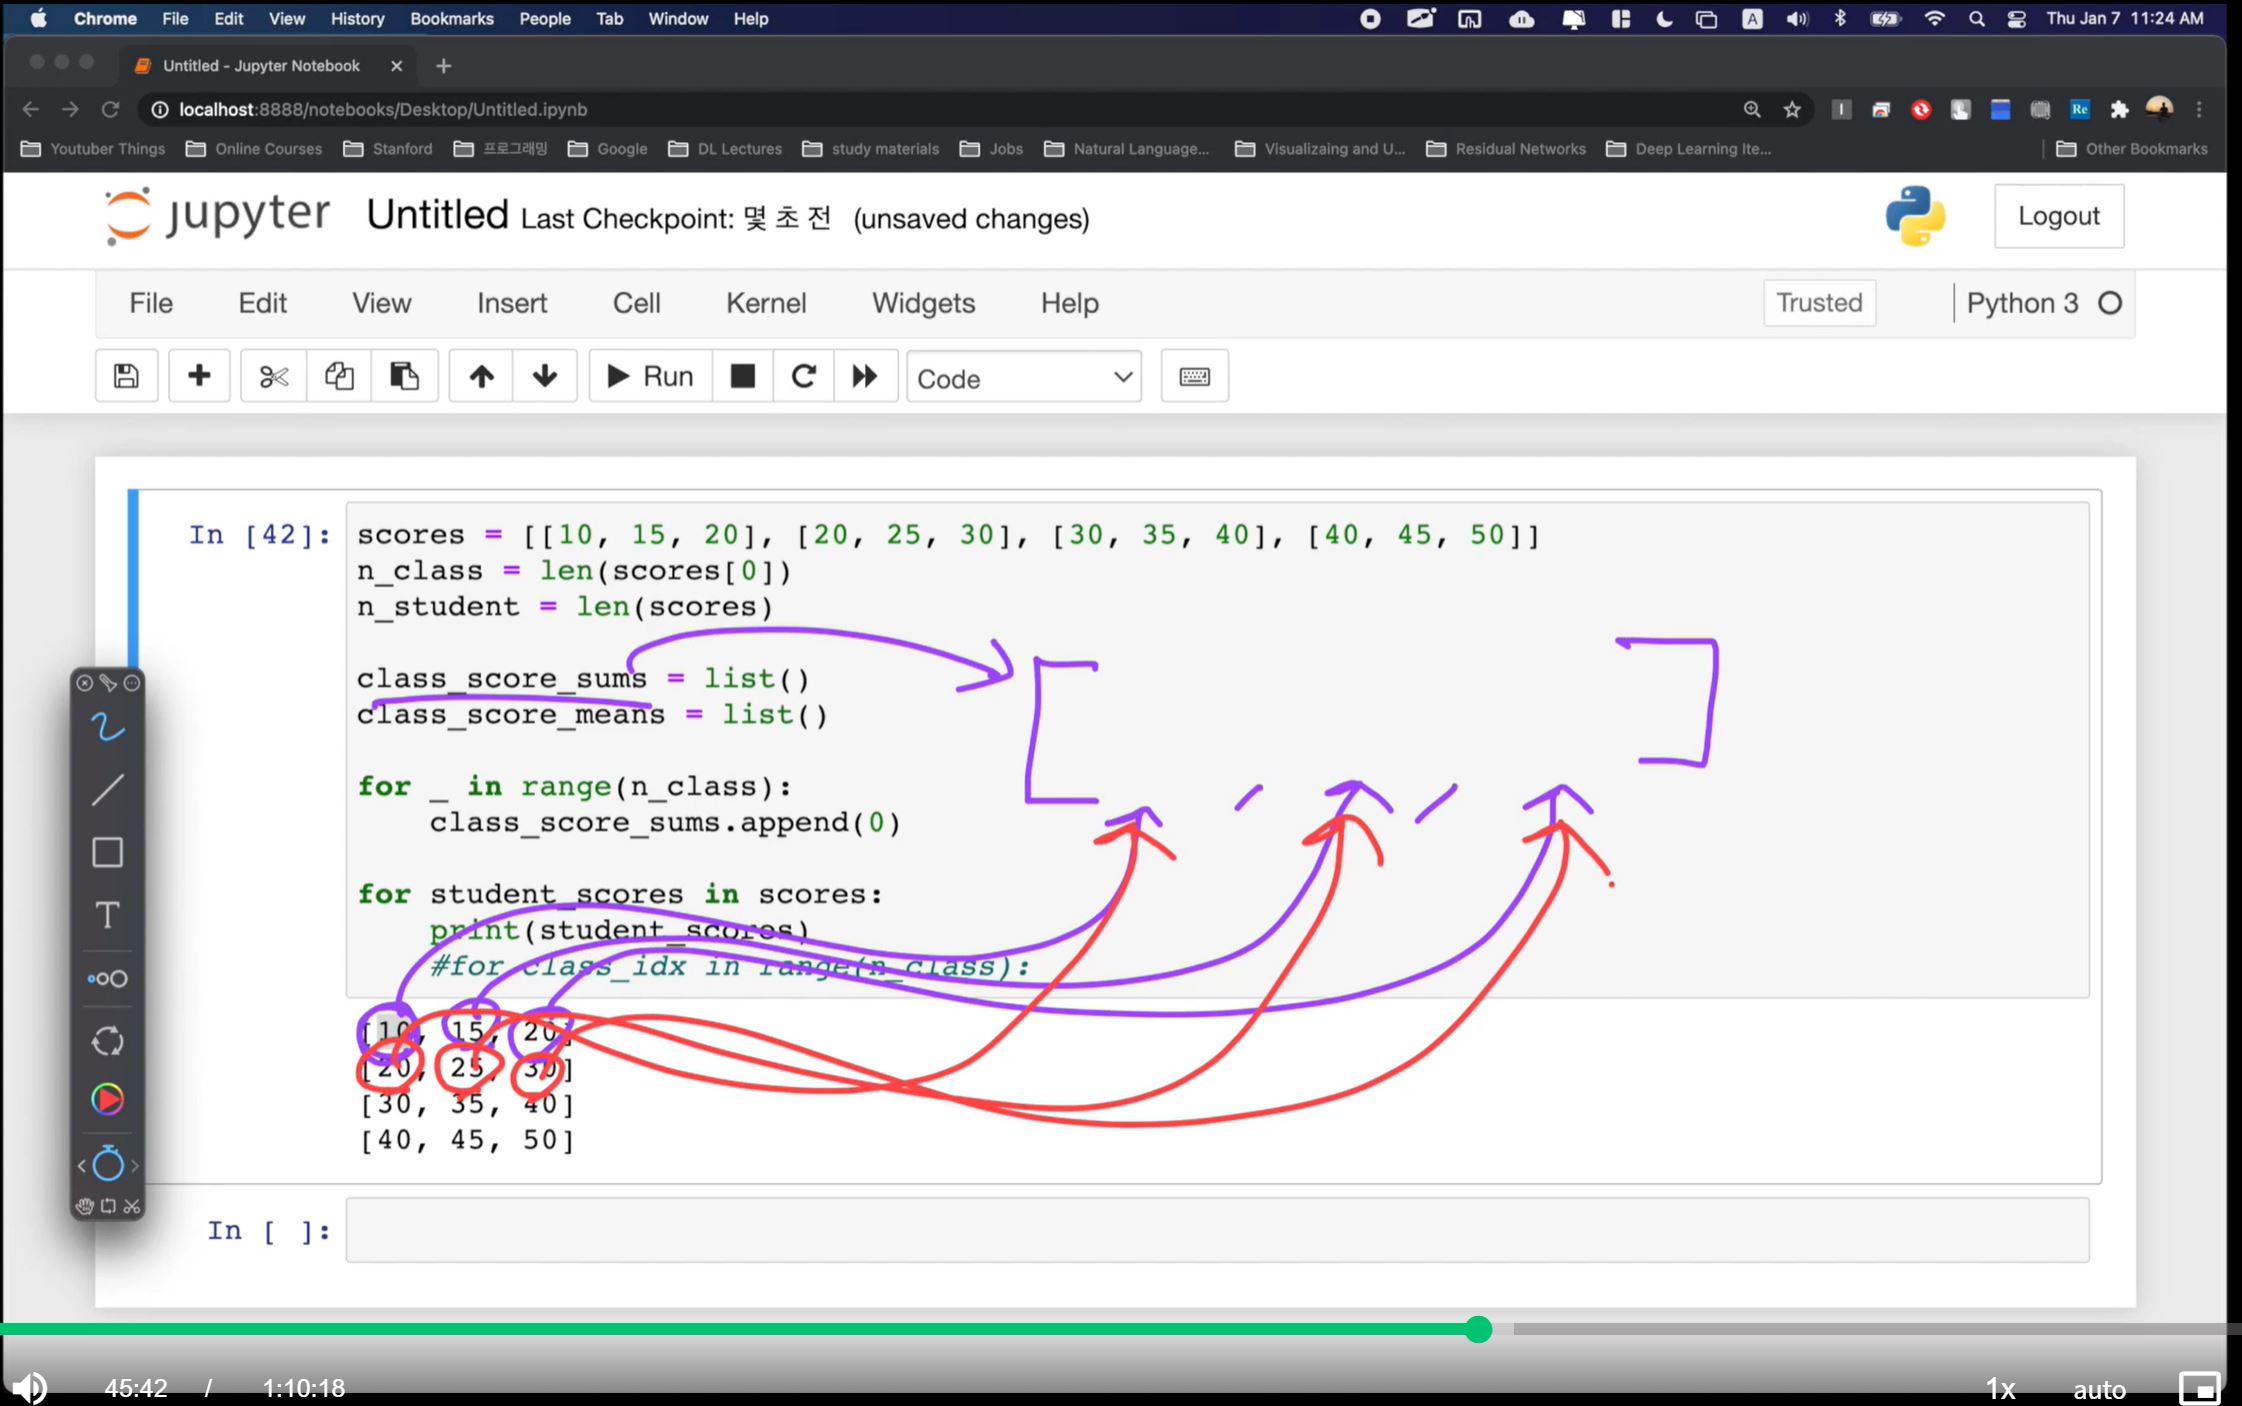 Chrome File Edit View History Bookmarks People Tab Window Help A Thu Jan 7 11:24 AM
Untitled - Jupyter Notebook
localhost:8888/notebooks/Desktop/Untitled.ipynb Re
Youtuber Things Online Courses Stanford 프로그래밍 Google DL Lectures study materials Jobs Natural Language... Visualizaing and U... Residual Networks Deep Learning Ite... Other Bookmarks
jupyter Untitled Last Checkpoint: 몇 초 전 (unsaved changes) Logout
File Edit View Insert Cell Kernel Widgets Help Trusted Python 3
Run Code
In [42]: scores = [[10, 15, 20], [20, 25, 30], [30, 35, 40], [40, 45, 50]]
n_class = len(scores[0])
n_student = len(scores)
class_score_sums = list()
class_score_means = list()
for _ in range(n_class):
class_score_sums.append(0)
for student_scores in scores:
print(student_scores)
#for class_idx in range(n_class):
[10, 15, 20]
[20, 25, 30]
[30, 35, 40]
[40, 45, 50]
T
In [ ]:
45:42 / 1:10:18 1x auto